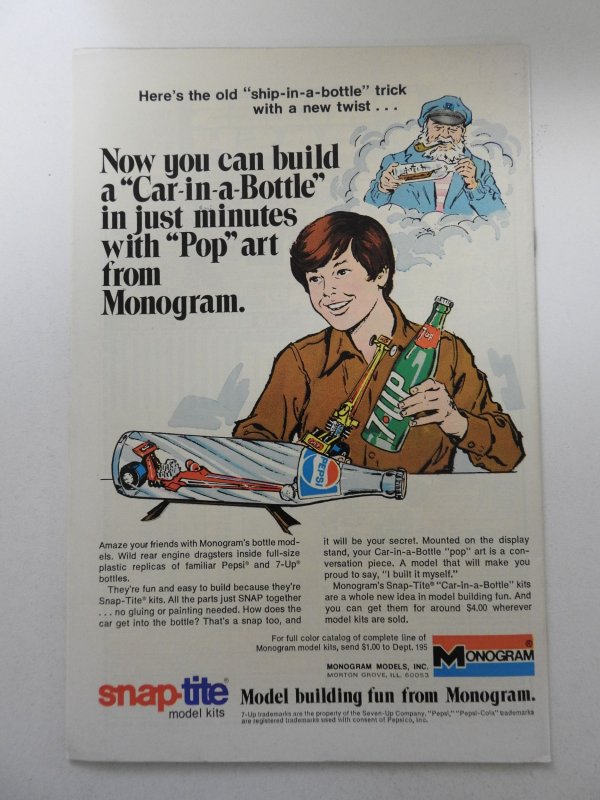 Here's the old "ship-in-a-bottle" trick
with a new twist . . .
Now you can build
a "Car-in-a-Bottle"
in just minutes
with "Pop" art
from
Monogram.
7UP
7UP
PEPSI
Amaze your friends with Monogram's bottle mod-
els. Wild rear engine dragsters inside full-size
plastic replicas of familiar Pepsi® and 7-Up®
bottles.
They're fun and easy to build because they're
Snap-Tite® kits. All the parts just SNAP together
. . . no gluing or painting needed. How does the
car get into the bottle? That's a snap too, and
it will be your secret. Mounted on the display
stand, your Car-in-a-Bottle "pop" art is a con-
versation piece. A model that will make you
proud to say, "I built it myself."
Monogram's Snap-Tite® "Car-in-a-Bottle" kits
are a whole new idea in model building fun. And
you can get them for around $4.00 wherever
model kits are sold.
For full color catalog of complete line of
Monogram model kits, send $1.00 to Dept. 195
MONOGRAM MODELS, INC.
MORTON GROVE, ILL. 60053
MONOGRAM®
snap-tite®
model kits
Model building fun from Monogram.
7-Up trademarks are the property of the Seven-Up Company. "Pepsi," "Pepsi-Cola" trademarks
are registered trademarks used with consent of Pepsico, Inc.